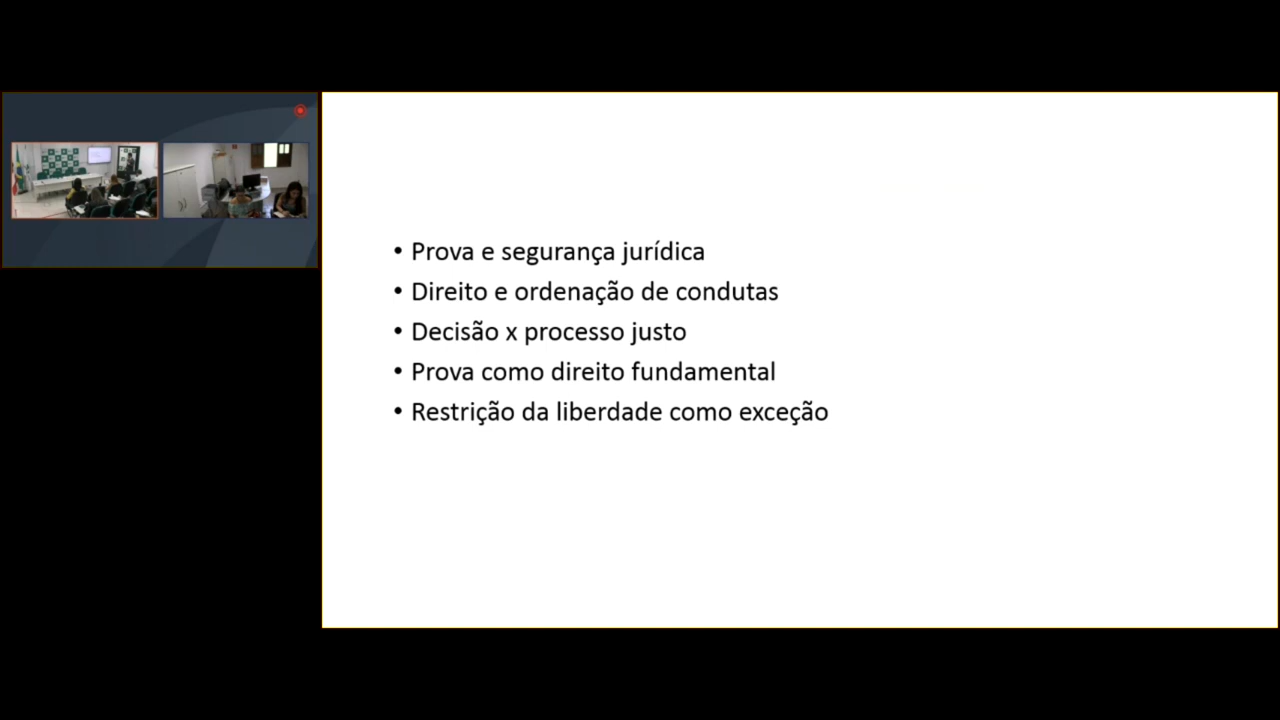 • Prova e segurança jurídica
• Direito e ordenação de condutas
• Decisão x processo justo
• Prova como direito fundamental
• Restrição da liberdade como exceção